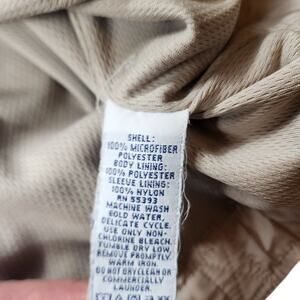 SHELL:
100% MICROFIBER
POLYESTER
BODY LINING:
100% POLYESTER
SLEEVE LINING:
100% NYLON
RN 55393
MACHINE WASH
COLD WATER,
DELICATE CYCLE.
USE ONLY NON-
CHLORINE BLEACH.
TUMBLE DRY LOW,
REMOVE PROMPTLY.
WARM IRON.
DO NOT DRYCLEAN OR
COMMERCIALLY
LAUNDER.